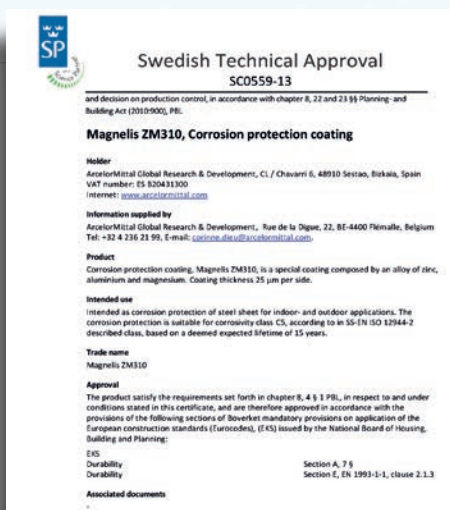 SP
Swedish Technical Approval
SC0559-13
and decision on production control, in accordance with chapter 8, 22 and 23 §§ Planning- and
Building Act (2010:900), PBL
Magnelis ZM310, Corrosion protection coating
Holder
ArcelorMittal Global Research & Development, CL / Chavarri 6, 48910 Sestao, Bizkaia, Spain
VAT number: ES B20431300
Internet: www.arcelormittal.com
Information supplied by
ArcelorMittal Global Research & Development, Rue de la Digue, 22, BE-4400 Flémalle, Belgium
Tel: +32 4 236 21 99, E-mail: corinne.dieu@arcelormittal.com.
Product
Corrosion protection coating, Magnelis ZM310, is a special coating composed by an alloy of zinc,
aluminium and magnesium. Coating thickness 25 µm per side.
Intended use
Intended as corrosion protection of steel sheet for indoor- and outdoor applications. The
corrosion protection is suitable for corrosivity class C5, according to in SS-EN ISO 12944-2
described class, based on a deemed expected lifetime of 15 years.
Trade name
Magnelis ZM310
Approval
The product satisfy the requirements set forth in chapter 8, 4 § 1 PBL, in respect to and under
conditions stated in this certificate, and are therefore approved in accordance with the
provisions of the following sections of Boverket mandatory provisions on application of the
European construction standards (Eurocodes), (EKS) issued by the National Board of Housing,
Building and Planning:
EKS
Durability Section A, 7 §
Durability Section E, EN 1993-1-1, clause 2.1.3
Associated documents
-